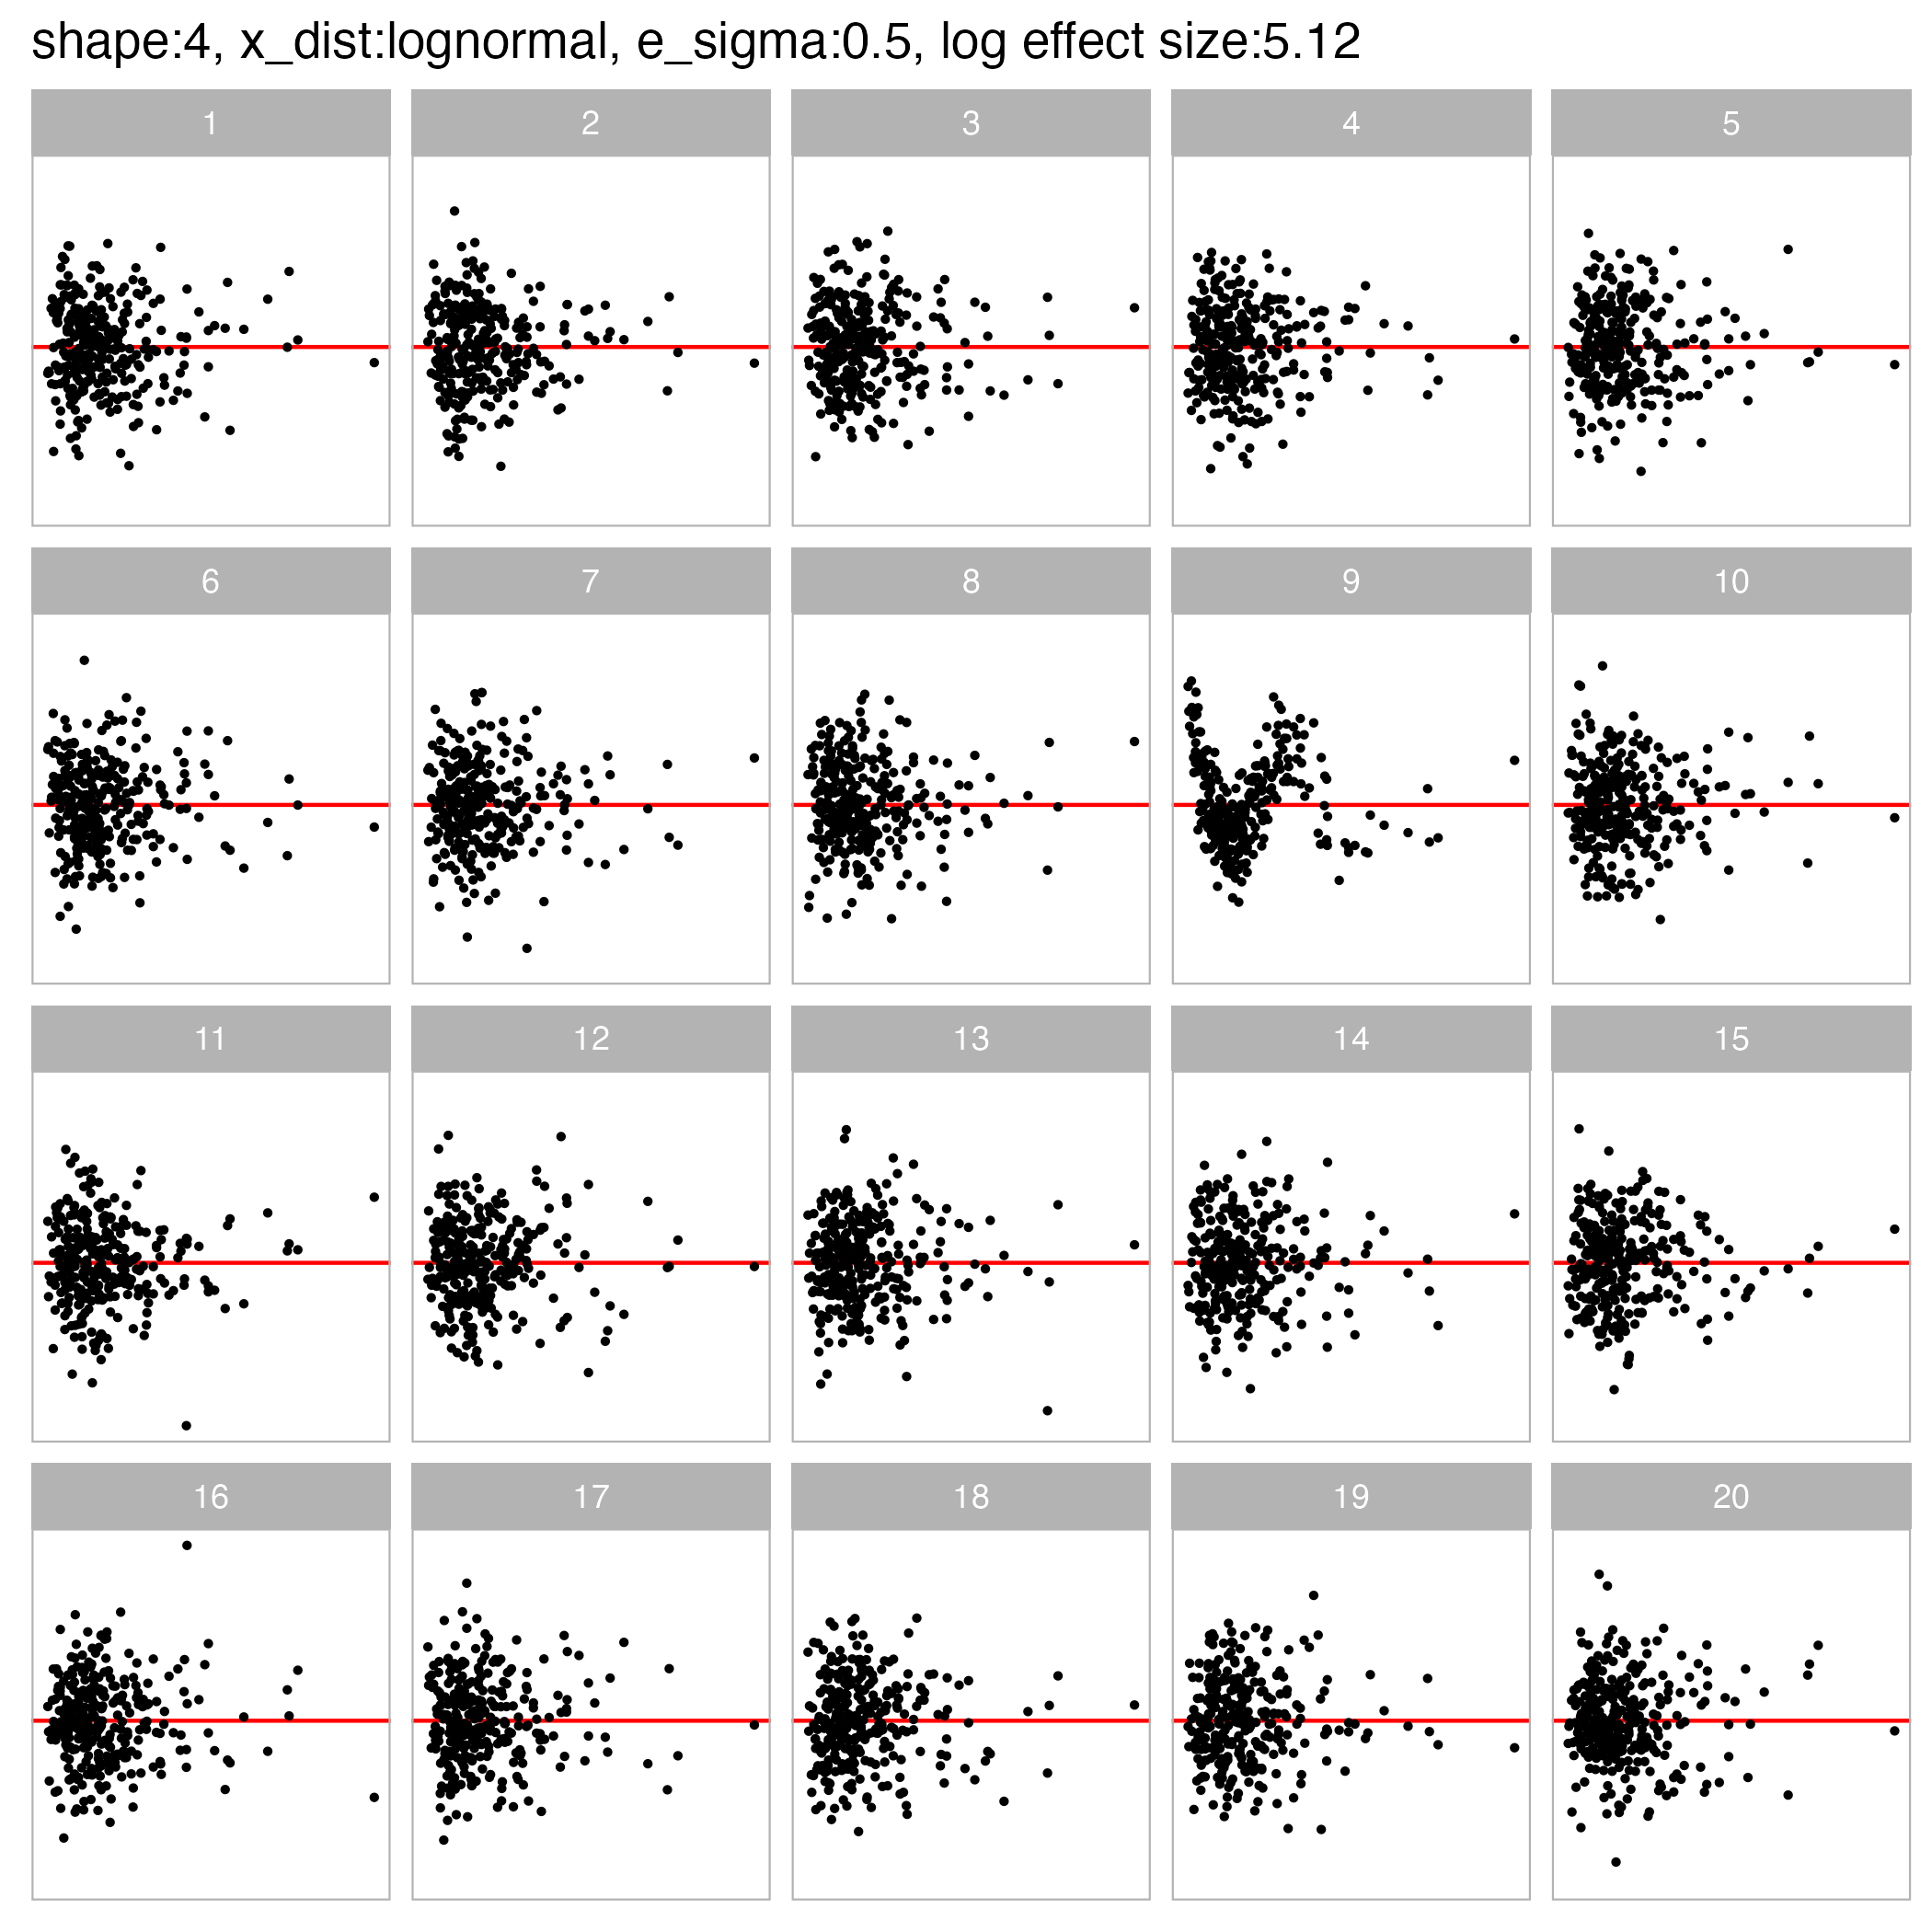 shape:4, x_dist:lognormal, e_sigma:0.5, log effect size:5.12
1 2 3 4 5
6 7 8 9 10
11 12 13 14 15
16 17 18 19 20